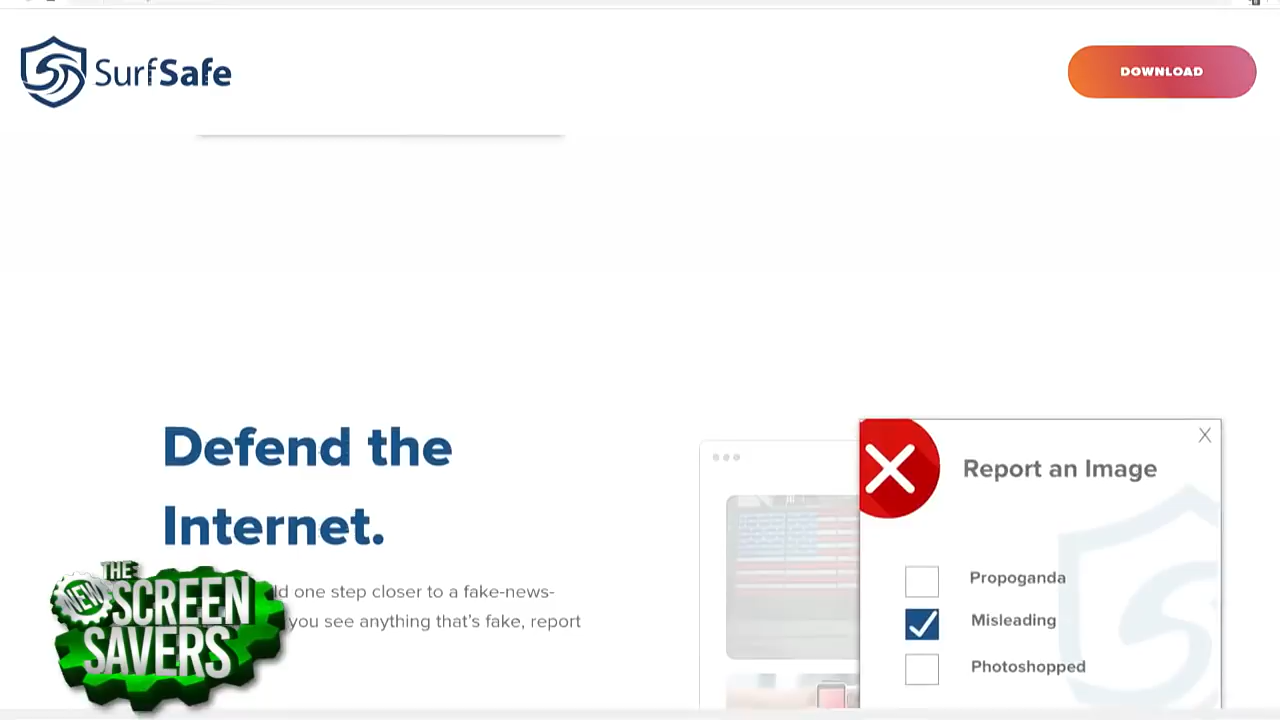 SurfSafe
DOWNLOAD
Defend the
Internet.
ld one step closer to a fake-news-
you see anything that's fake, report
Report an Image
Propoganda
Misleading
Photoshopped
THE
NEW
SCREEN
SAVERS